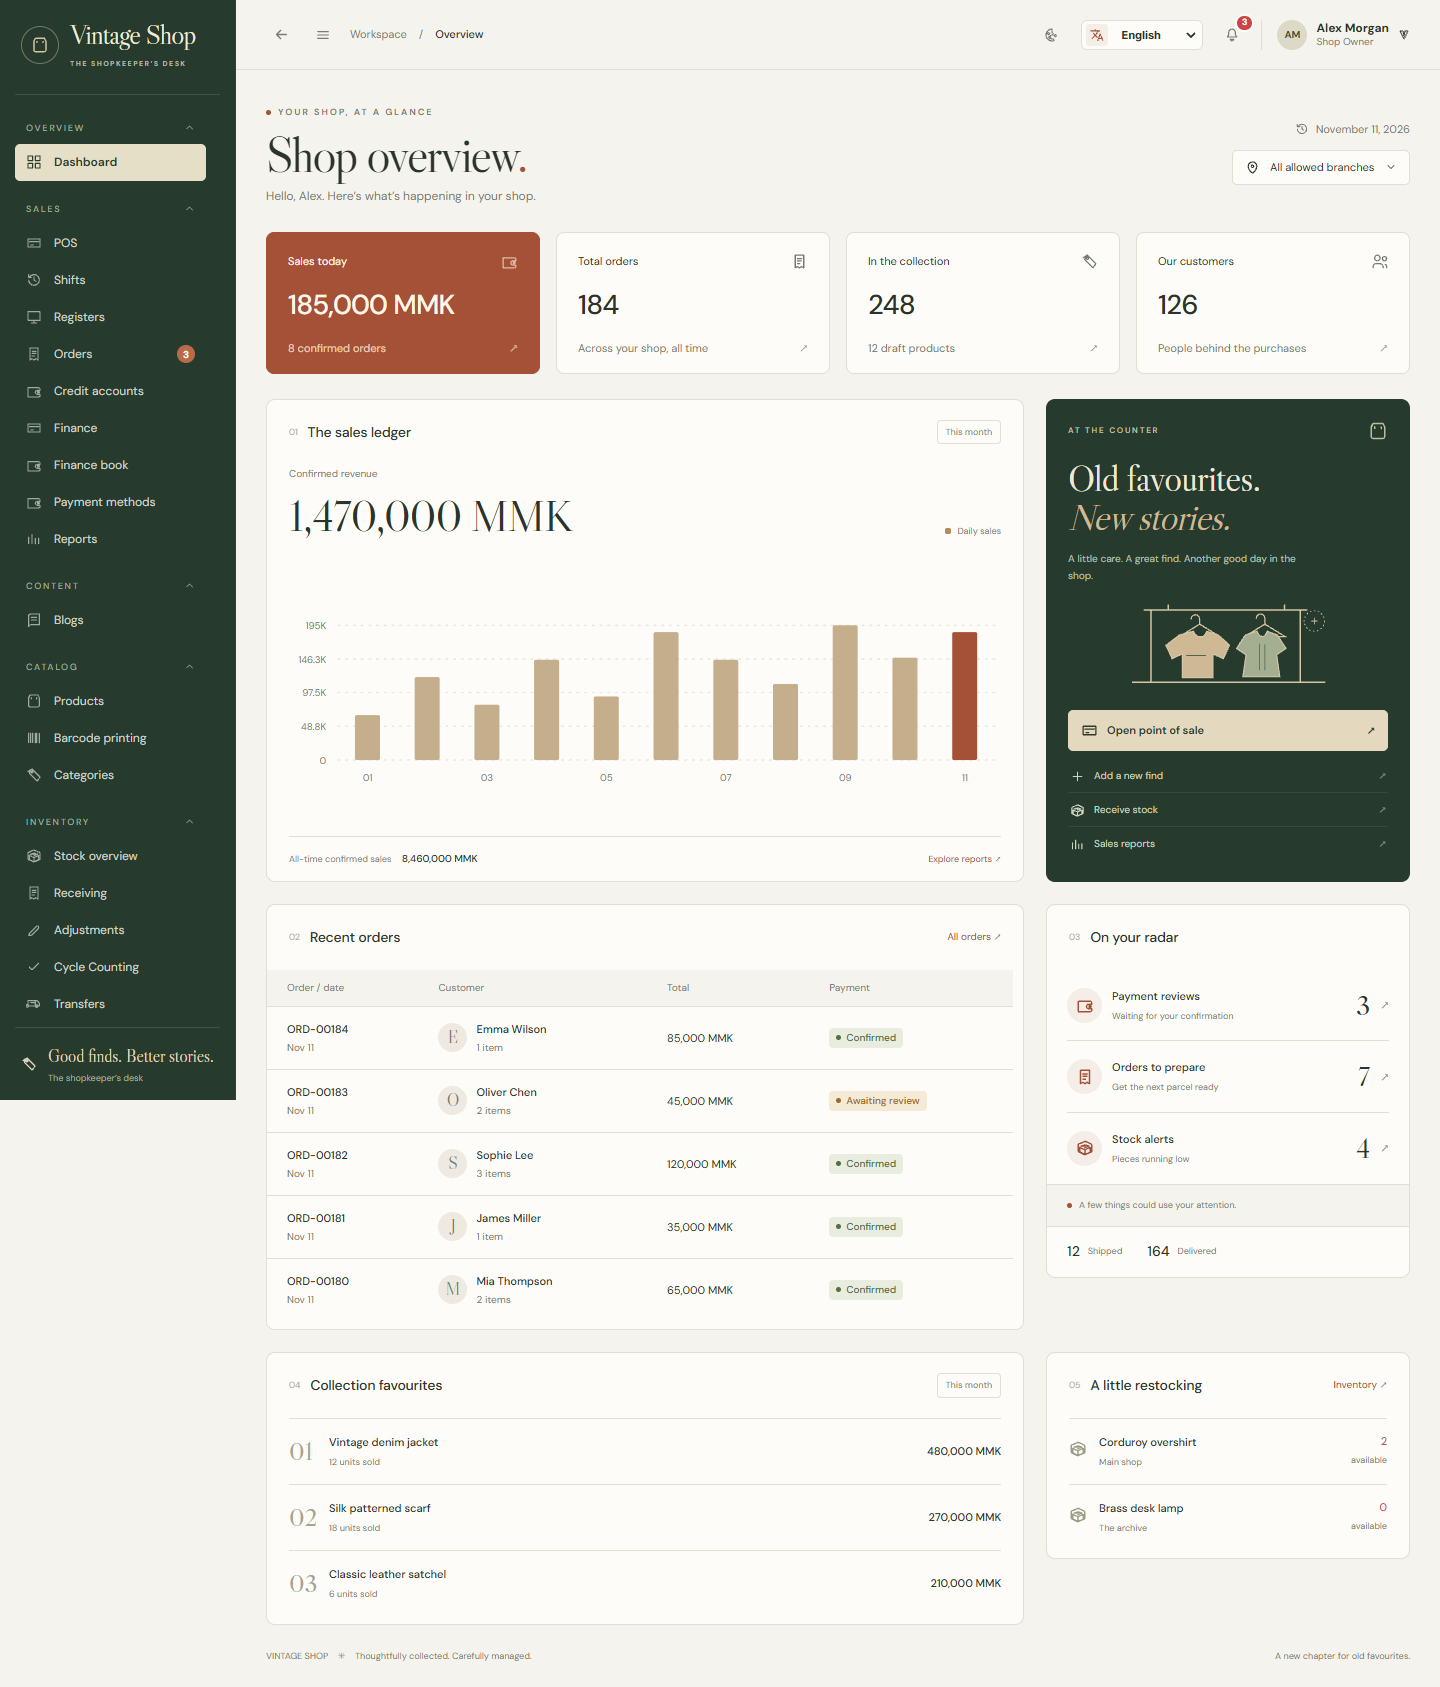 Vintage Shop
THE SHOPKEEPER'S DESK
OVERVIEW
Dashboard
SALES
POS
Shifts
Registers
Orders 3
Credit accounts
Finance
Finance book
Payment methods
Reports
CONTENT
Blogs
CATALOG
Products
Barcode printing
Categories
INVENTORY
Stock overview
Receiving
Adjustments
Cycle Counting
Transfers
Good finds. Better stories.
The shopkeeper's desk
Workspace / Overview
English
3
AM
Alex Morgan
Shop Owner
YOUR SHOP, AT A GLANCE
Shop overview.
Hello, Alex. Here's what's happening in your shop.
November 11, 2026
All allowed branches
Sales today
185,000 MMK
8 confirmed orders ↗
Total orders
184
Across your shop, all time ↗
In the collection
248
12 draft products ↗
Our customers
126
People behind the purchases ↗
01 The sales ledger
This month
Confirmed revenue
1,470,000 MMK
Daily sales
195K
146.3K
97.5K
48.8K
0
01 03 05 07 09 11
All-time confirmed sales 8,460,000 MMK
Explore reports ↗
AT THE COUNTER
Old favourites.
New stories.
A little care. A great find. Another good day in the
shop.
Open point of sale ↗
Add a new find ↗
Receive stock ↗
Sales reports ↗
02 Recent orders
All orders ↗
Order / date Customer Total Payment
ORD-00184 E Emma Wilson 85,000 MMK Confirmed
Nov 11 1 item
ORD-00183 O Oliver Chen 45,000 MMK Awaiting review
Nov 11 2 items
ORD-00182 S Sophie Lee 120,000 MMK Confirmed
Nov 11 3 items
ORD-00181 J James Miller 35,000 MMK Confirmed
Nov 11 1 item
ORD-00180 M Mia Thompson 65,000 MMK Confirmed
Nov 11 2 items
03 On your radar
Payment reviews 3 ↗
Waiting for your confirmation
Orders to prepare 7 ↗
Get the next parcel ready
Stock alerts 4 ↗
Pieces running low
A few things could use your attention.
12 Shipped 164 Delivered
04 Collection favourites
This month
01 Vintage denim jacket 480,000 MMK
12 units sold
02 Silk patterned scarf 270,000 MMK
18 units sold
03 Classic leather satchel 210,000 MMK
6 units sold
05 A little restocking
Inventory ↗
Corduroy overshirt 2
Main shop available
Brass desk lamp 0
The archive available
VINTAGE SHOP ✳ Thoughtfully collected. Carefully managed.
A new chapter for old favourites.